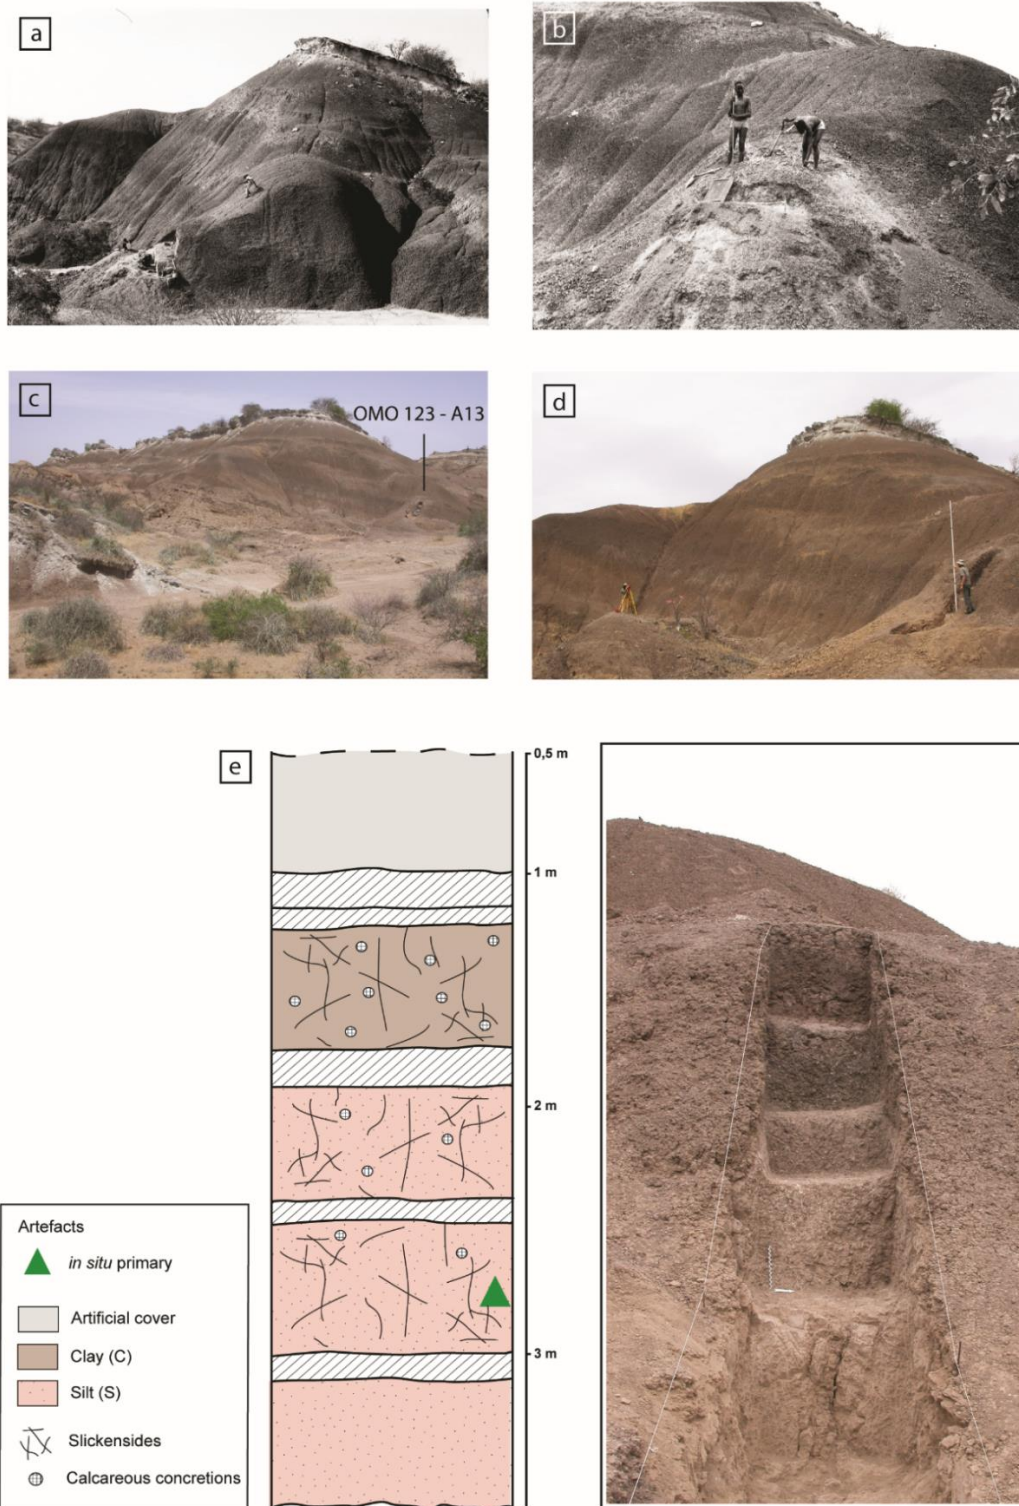 a
b
c
OMO 123 - A13
d
e
0,5 m
1 m
2 m
3 m
Artefacts
in situ primary
Artificial cover
Clay (C)
Silt (S)
Slickensides
Calcareous concretions